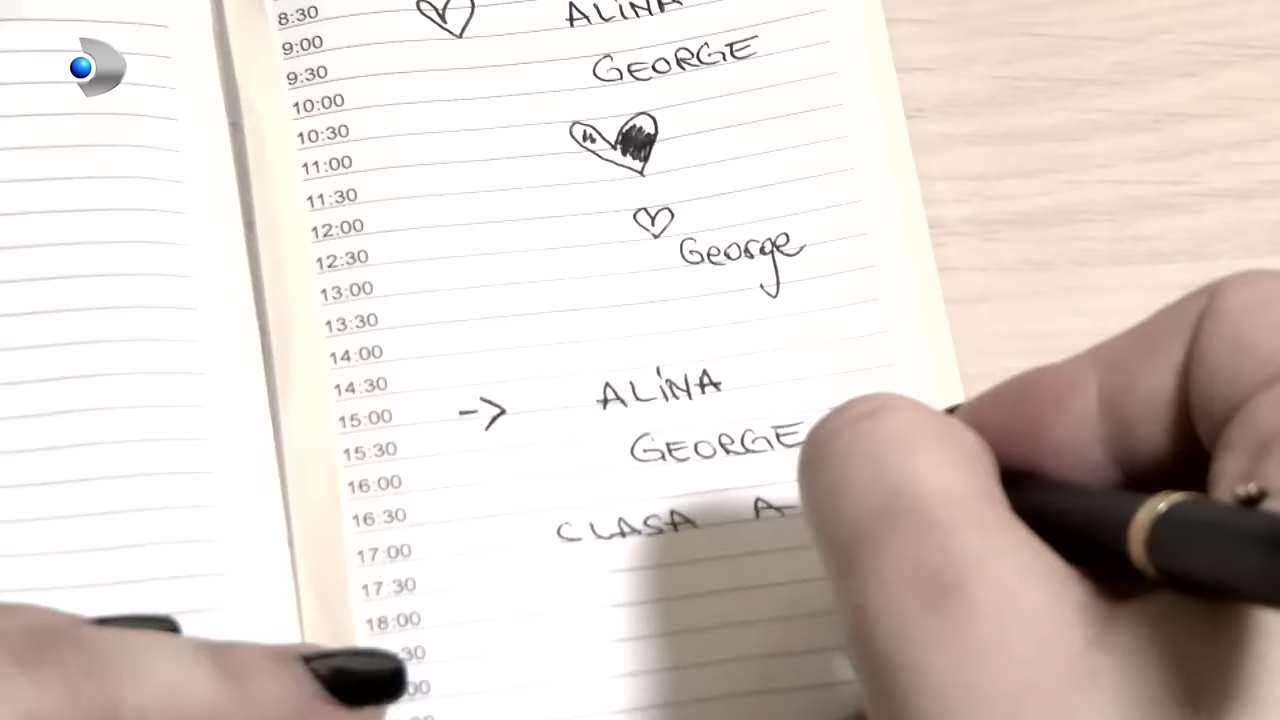 8:30 ALINA
9:00
9:30 GEORGE
10:00
10:30
11:00
11:30
12:00
12:30 George
13:00
13:30
14:00
14:30
15:00 -> ALINA
15:30
16:00 GEORGE
16:30
17:00 CLASA A
17:30
18:00
30
00